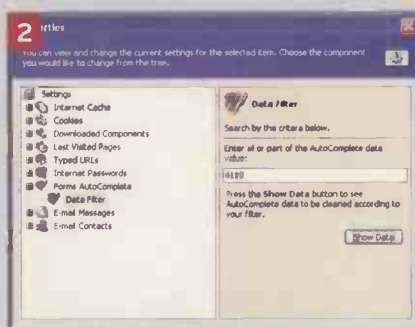 2
rties
You can view and change the current settings for the selected item. Choose the component
you would like to change from the tree.
Settings
Internet Cache
Cookies
Downloaded Components
Last Visited Pages
Typed URLs
Internet Passwords
Forms AutoComplete
Data Filter
E-mail Messages
E-mail Contacts
Data Filter
Search by the critera below.
Enter all or part of the AutoComplete data
value:
Press the Show Data button to see
AutoComplete data to be cleaned according to
your filter.
Show Data